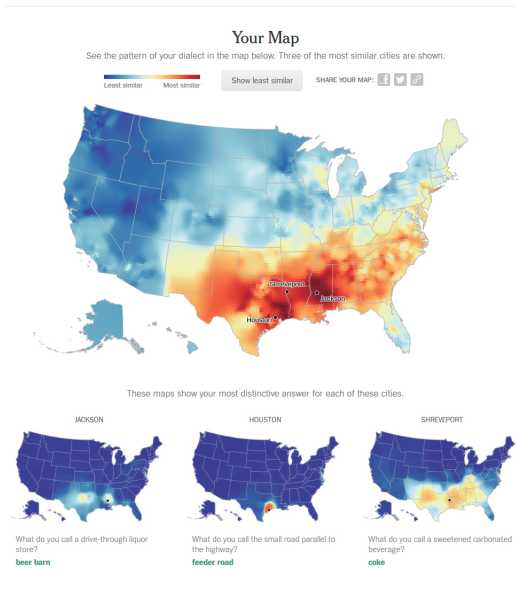 Your Map
See the pattern of your dialect in the map below. Three of the most similar cities are shown.
Least similar Most similar
Show least similar
SHARE YOUR MAP:
Shreveport
Jackson
Houston
These maps show your most distinctive answer for each of these cities.
JACKSON
What do you call a drive-through liquor
store?
beer barn
HOUSTON
What do you call the small road parallel to
the highway?
feeder road
SHREVEPORT
What do you call a sweetened carbonated
beverage?
coke